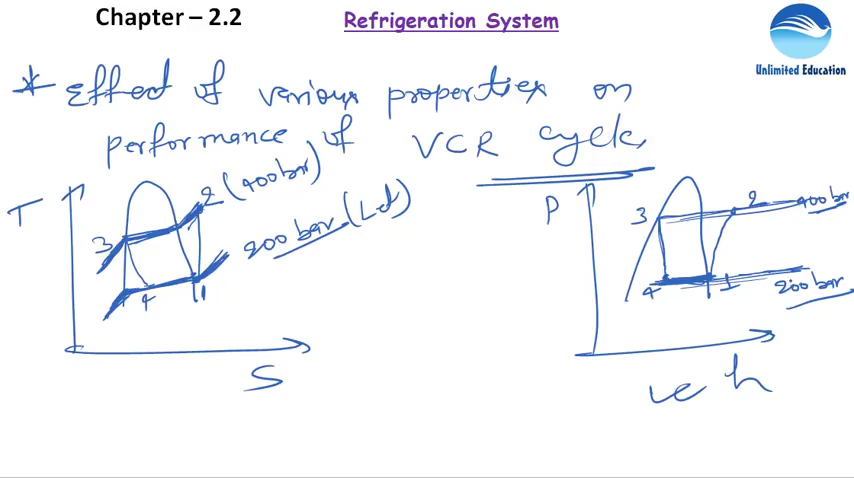 Chapter – 2.2
Refrigeration System
Unlimited Education
* Effect of various properties on
performance of VCR cycle
T
2 (400 bar)
200 bar
3
4
1
S
P
3
2
400 bar
4
1
200 bar
h